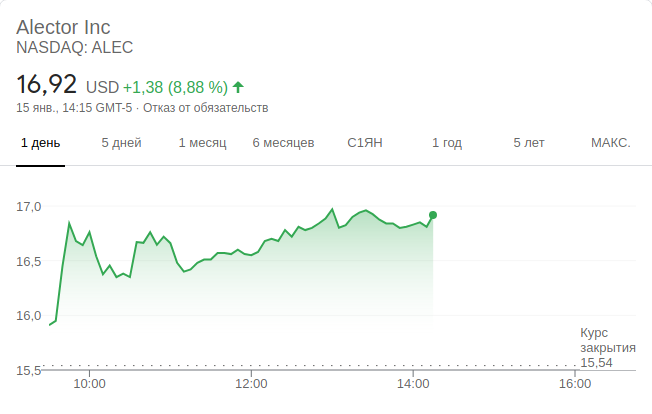 Alector Inc
NASDAQ: ALEC
16,92 USD +1,38 (8,88 %)
15 янв., 14:15 GMT-5 · Отказ от обязательств
1 день 5 дней 1 месяц 6 месяцев С1ЯН 1 год 5 лет МАКС.
17,0
16,5
16,0
Курс
закрытия
15,54
15,5
10:00 12:00 14:00 16:00